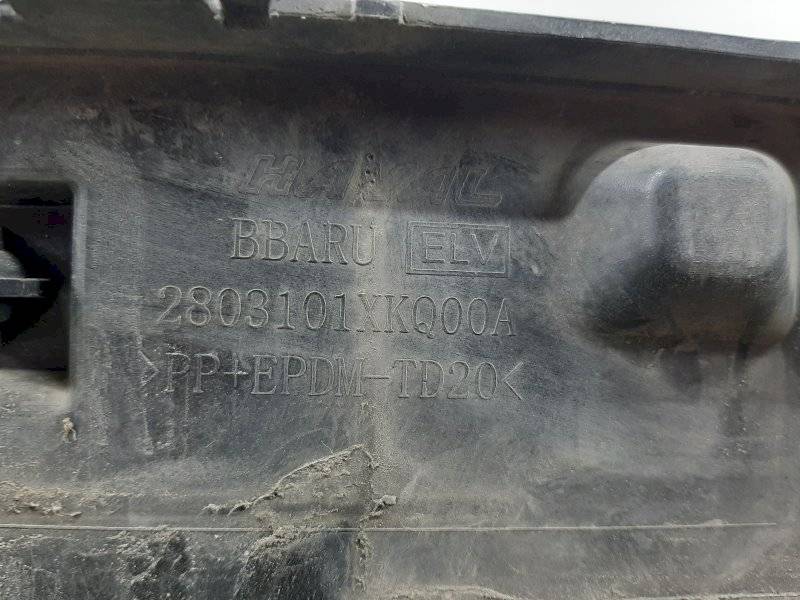 HAVAL
BBARU ELV
2803101XKQ00A
>PP+EPDM-TD20<